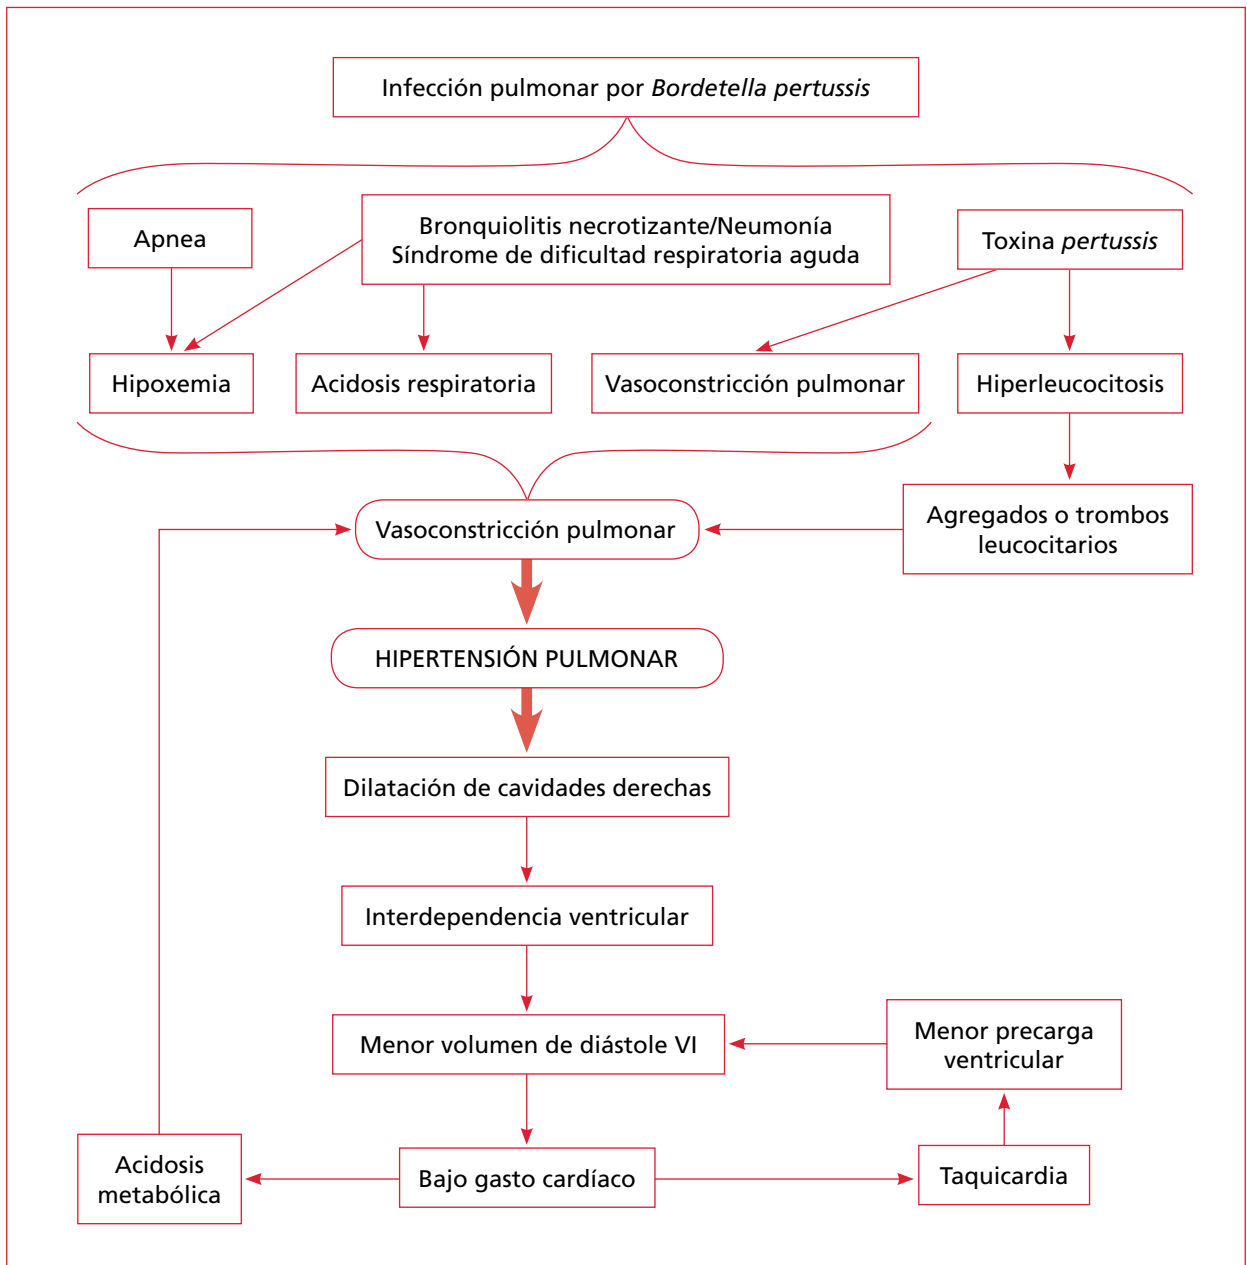 Infección pulmonar por Bordetella pertussis
Apnea
Bronquiolitis necrotizante/Neumonía
Síndrome de dificultad respiratoria aguda
Toxina pertussis
Hipoxemia
Acidosis respiratoria
Vasoconstricción pulmonar
Hiperleucocitosis
Vasoconstricción pulmonar
Agregados o trombos
leucocitarios
HIPERTENSIÓN PULMONAR
Dilatación de cavidades derechas
Interdependencia ventricular
Menor volumen de diástole VI
Menor precarga
ventricular
Acidosis
metabólica
Bajo gasto cardíaco
Taquicardia